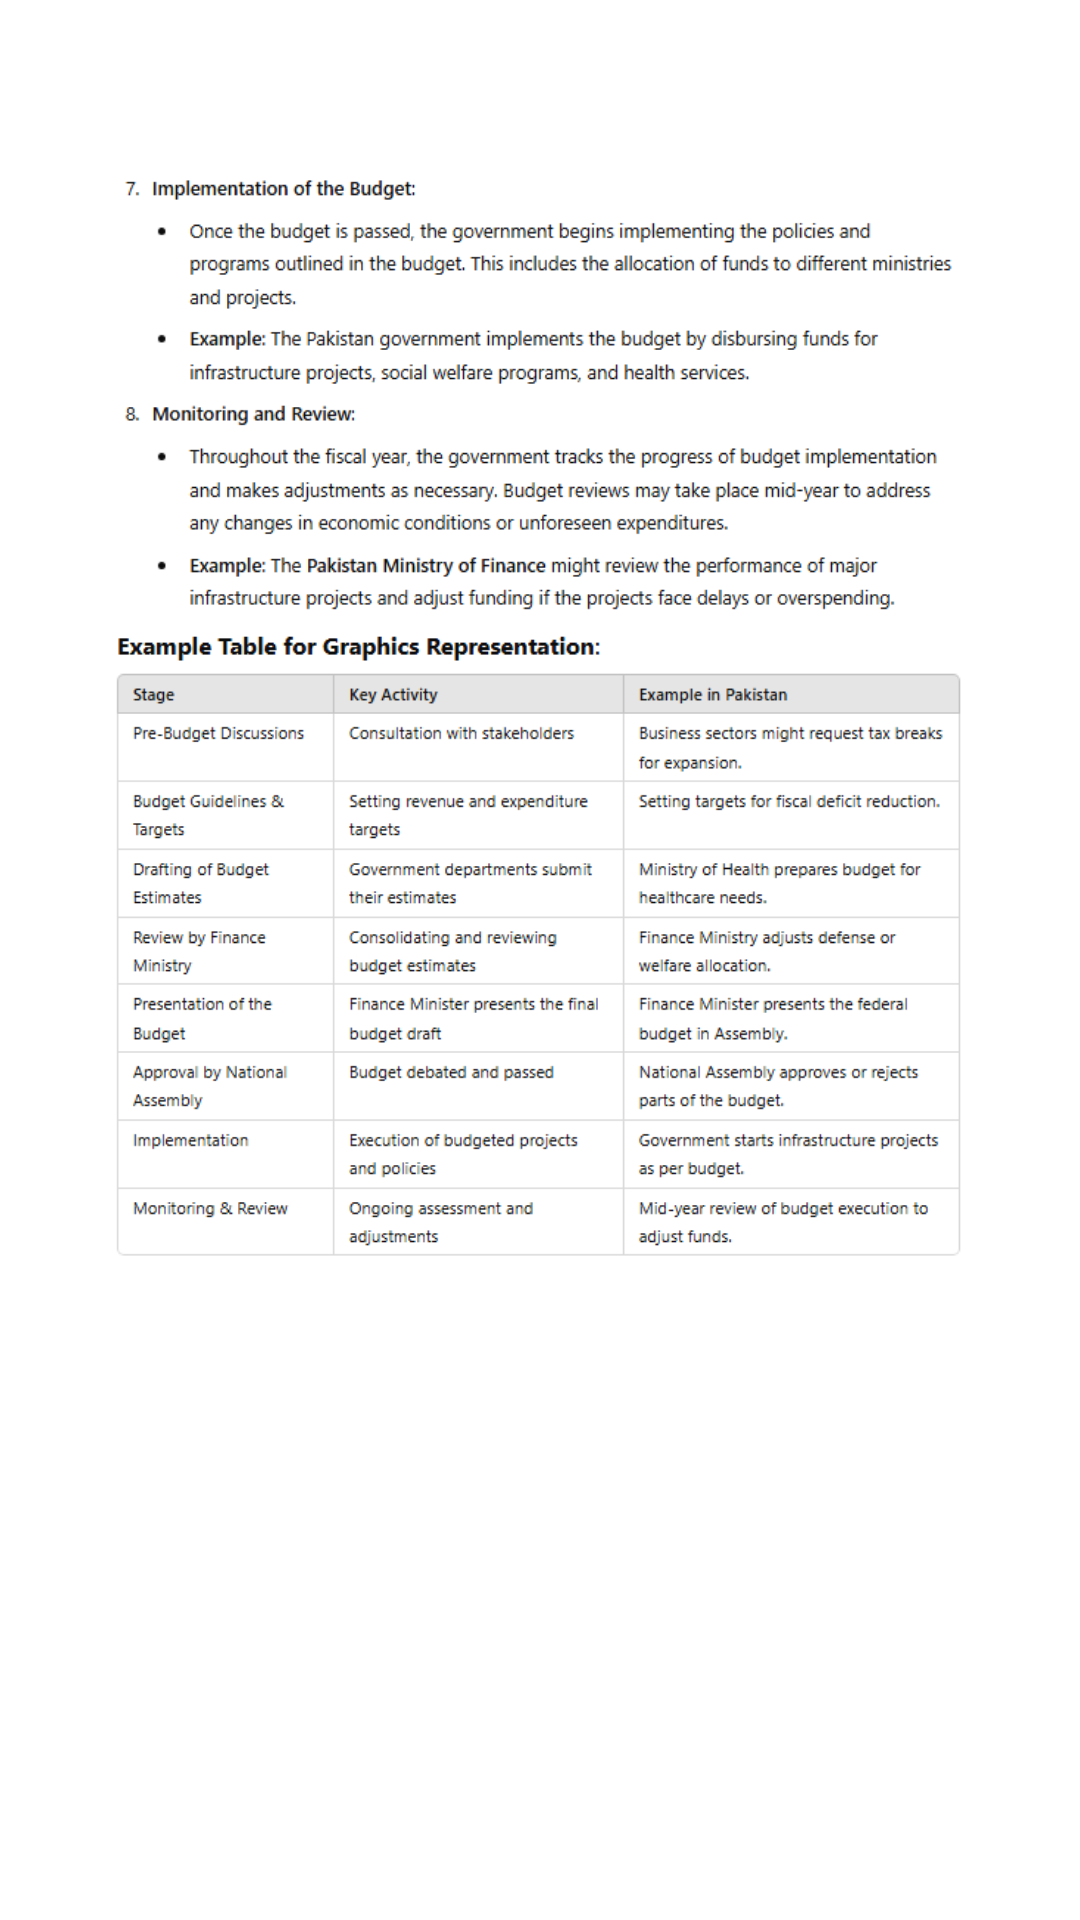 7. Implementation of the Budget:
• Once the budget is passed, the government begins implementing the policies and
programs outlined in the budget. This includes the allocation of funds to different ministries
and projects.
• Example: The Pakistan government implements the budget by disbursing funds for
infrastructure projects, social welfare programs, and health services.
8. Monitoring and Review:
• Throughout the fiscal year, the government tracks the progress of budget implementation
and makes adjustments as necessary. Budget reviews may take place mid-year to address
any changes in economic conditions or unforeseen expenditures.
• Example: The Pakistan Ministry of Finance might review the performance of major
infrastructure projects and adjust funding if the projects face delays or overspending.
Example Table for Graphics Representation:
Stage Key Activity Example in Pakistan
Pre-Budget Discussions Consultation with stakeholders Business sectors might request tax breaks
for expansion.
Budget Guidelines & Setting revenue and expenditure Setting targets for fiscal deficit reduction.
Targets targets
Drafting of Budget Government departments submit Ministry of Health prepares budget for
Estimates their estimates healthcare needs.
Review by Finance Consolidating and reviewing Finance Ministry adjusts defense or
Ministry budget estimates welfare allocation.
Presentation of the Finance Minister presents the final Finance Minister presents the federal
Budget budget draft budget in Assembly.
Approval by National Budget debated and passed National Assembly approves or rejects
Assembly parts of the budget.
Implementation Execution of budgeted projects Government starts infrastructure projects
and policies as per budget.
Monitoring & Review Ongoing assessment and Mid-year review of budget execution to
adjustments adjust funds.